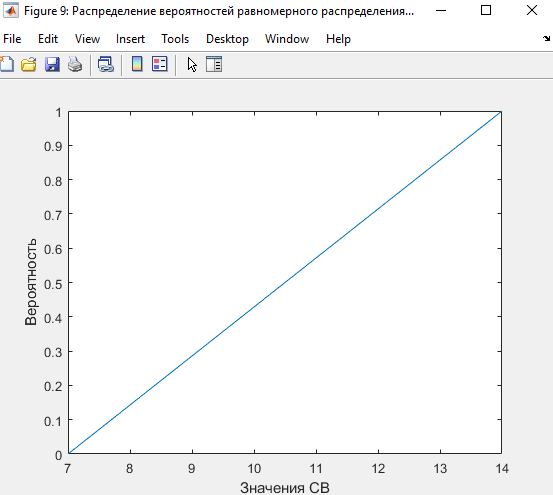 Figure 9: Распределение вероятностей равномерного распределения...
File Edit View Insert Tools Desktop Window Help
1
0.9
0.8
0.7
0.6
0.5
0.4
0.3
0.2
0.1
0
Вероятность
7 8 9 10 11 12 13 14
Значения СВ